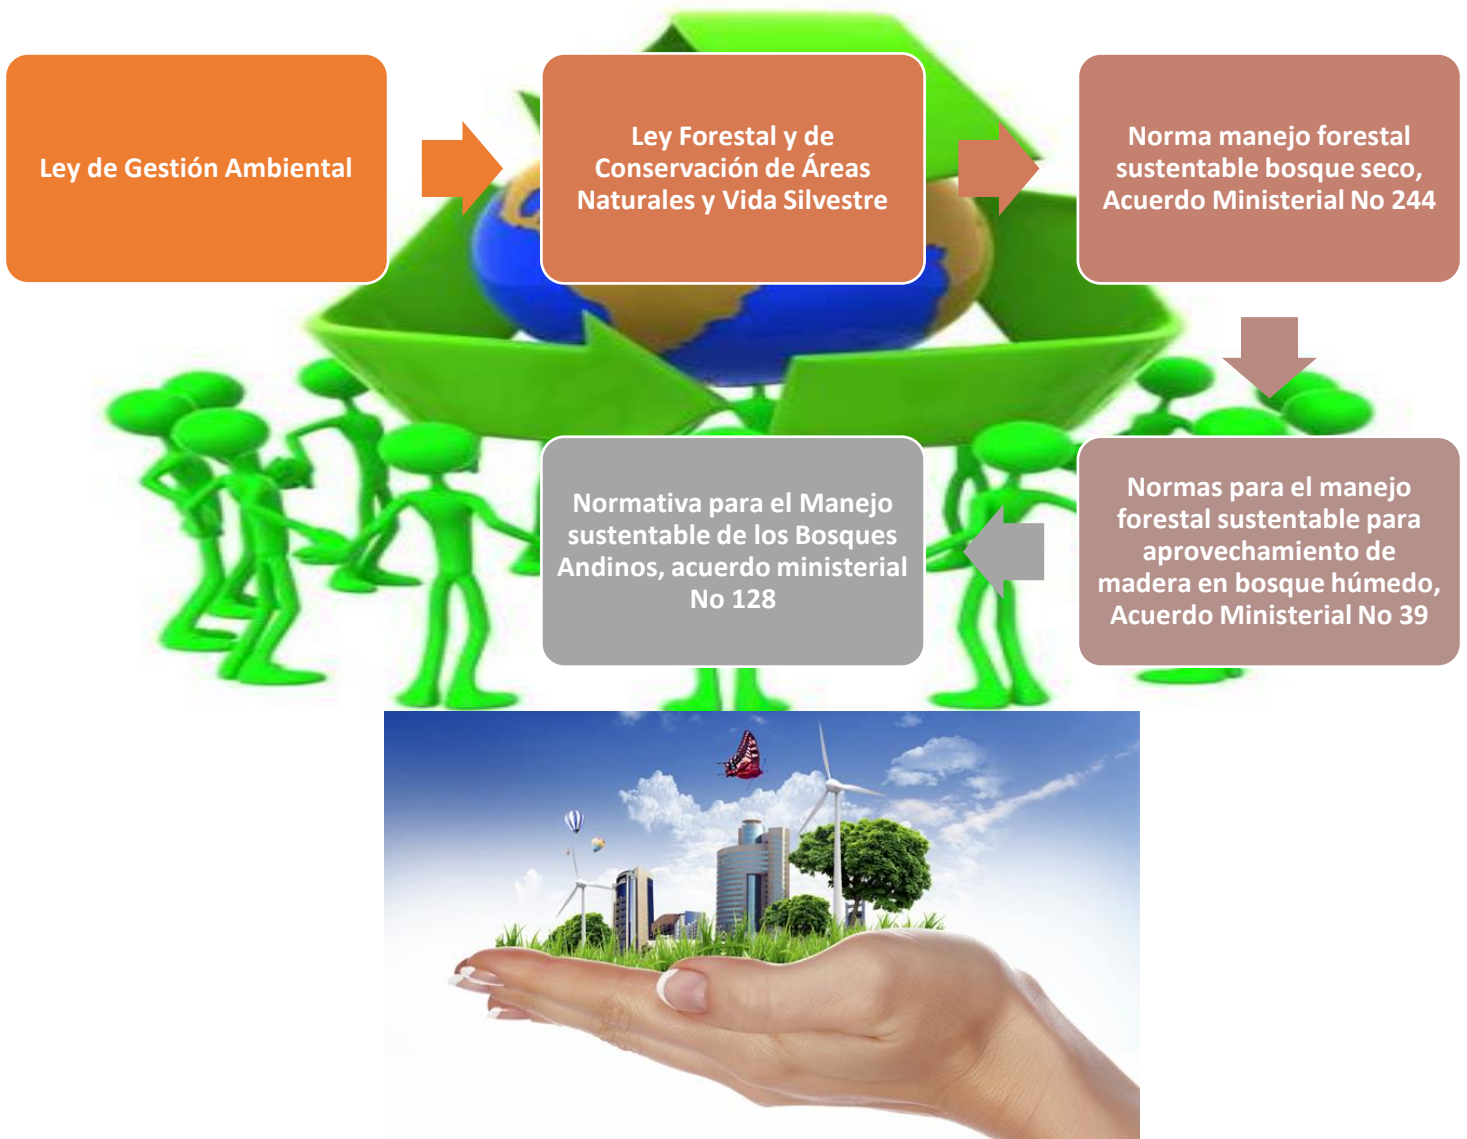 Ley de Gestión Ambiental
Ley Forestal y de
Conservación de Áreas
Naturales y Vida Silvestre
Norma manejo forestal
sustentable bosque seco,
Acuerdo Ministerial No 244
Normas para el manejo
forestal sustentable para
aprovechamiento de
madera en bosque húmedo,
Acuerdo Ministerial No 39
Normativa para el Manejo
sustentable de los Bosques
Andinos, acuerdo ministerial
No 128